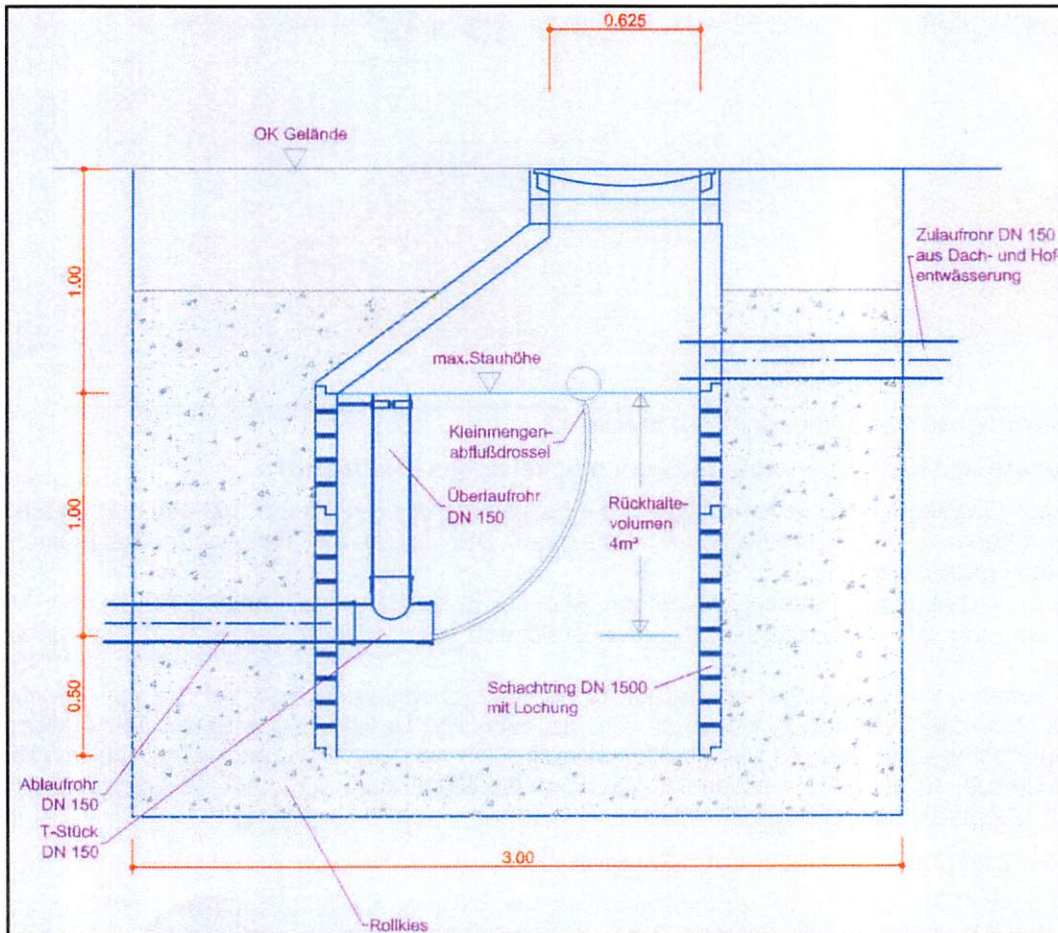 0.625
OK Gelände
1.00
Zulaufrohr DN 150
aus Dach- und Hof-
entwässerung
max.Stauhöhe
Kleinmengen-
abflußdrossel
Überlaufrohr
DN 150
Rückhalte-
volumen
4m³
1.00
0.50
Schachtring DN 1500
mit Lochung
Ablaufrohr
DN 150
T-Stück
DN 150
3.00
Rollkies